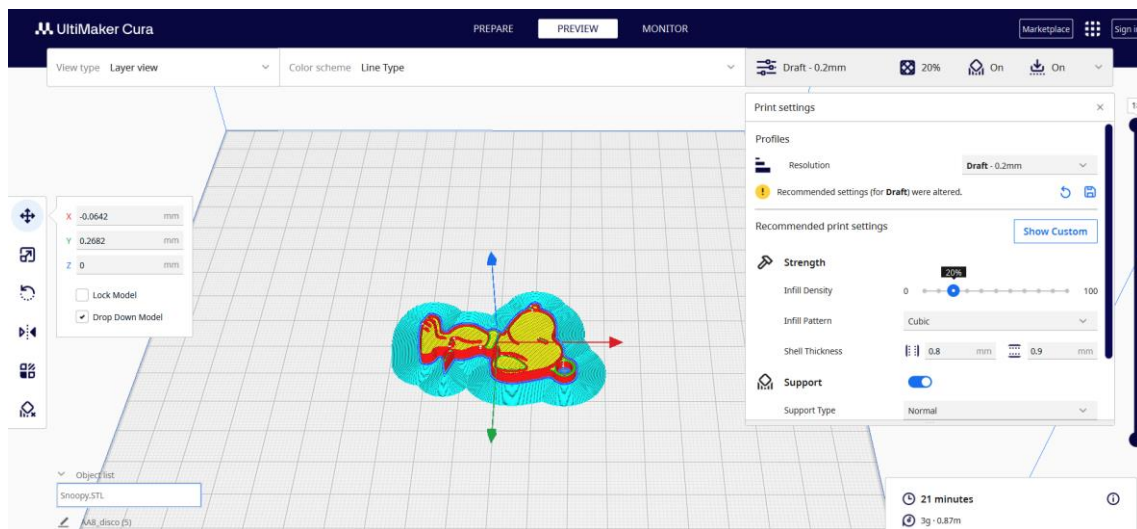 UltiMaker Cura
PREPARE PREVIEW MONITOR
Marketplace
Sign in
View type Layer view
Color scheme Line Type
Draft - 0.2mm 20% On On
Print settings
Profiles
Resolution Draft - 0.2mm
Recommended settings (for Draft) were altered.
Recommended print settings
Show Custom
Strength
20%
Infill Density 0 100
Infill Pattern Cubic
Shell Thickness 0.8 mm 0.9 mm
Support
Support Type Normal
X -0.0642 mm
Y 0.2682 mm
Z 0 mm
Lock Model
Drop Down Model
Object list
Snoopy.STL
AA8_disco (5)
21 minutes
3g · 0.87m